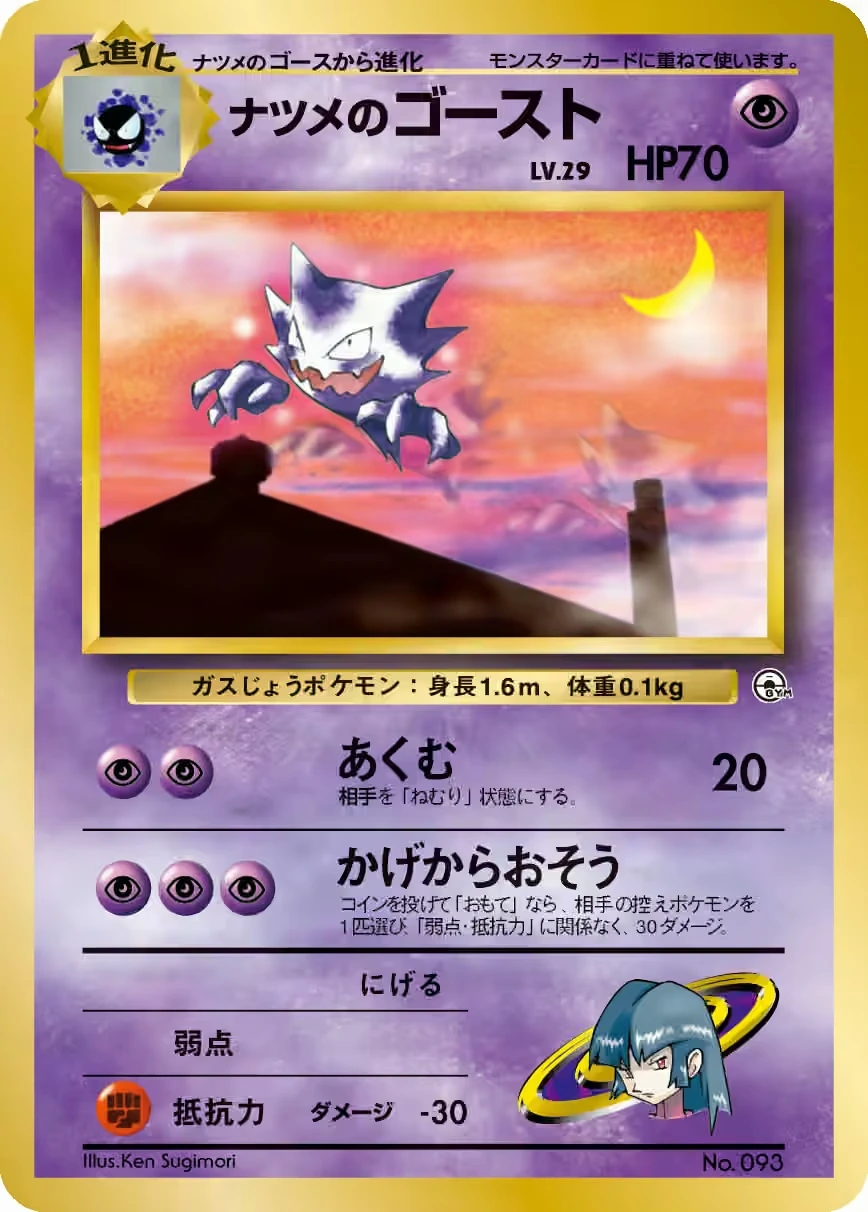 1進化
ナツメのゴースから進化
モンスターカードに重ねて使います。
ナツメのゴースト
LV.29 HP70
ガスじょうポケモン：身長1.6m、体重0.1kg
GYM
あくむ 20
相手を「ねむり」状態にする。
かげからおそう
コインを投げて「おもて」なら、相手の控えポケモンを
1匹選び、「弱点・抵抗力」に関係なく、30ダメージ。
にげる
弱点
抵抗力 ダメージ -30
Illus.Ken Sugimori
No. 093